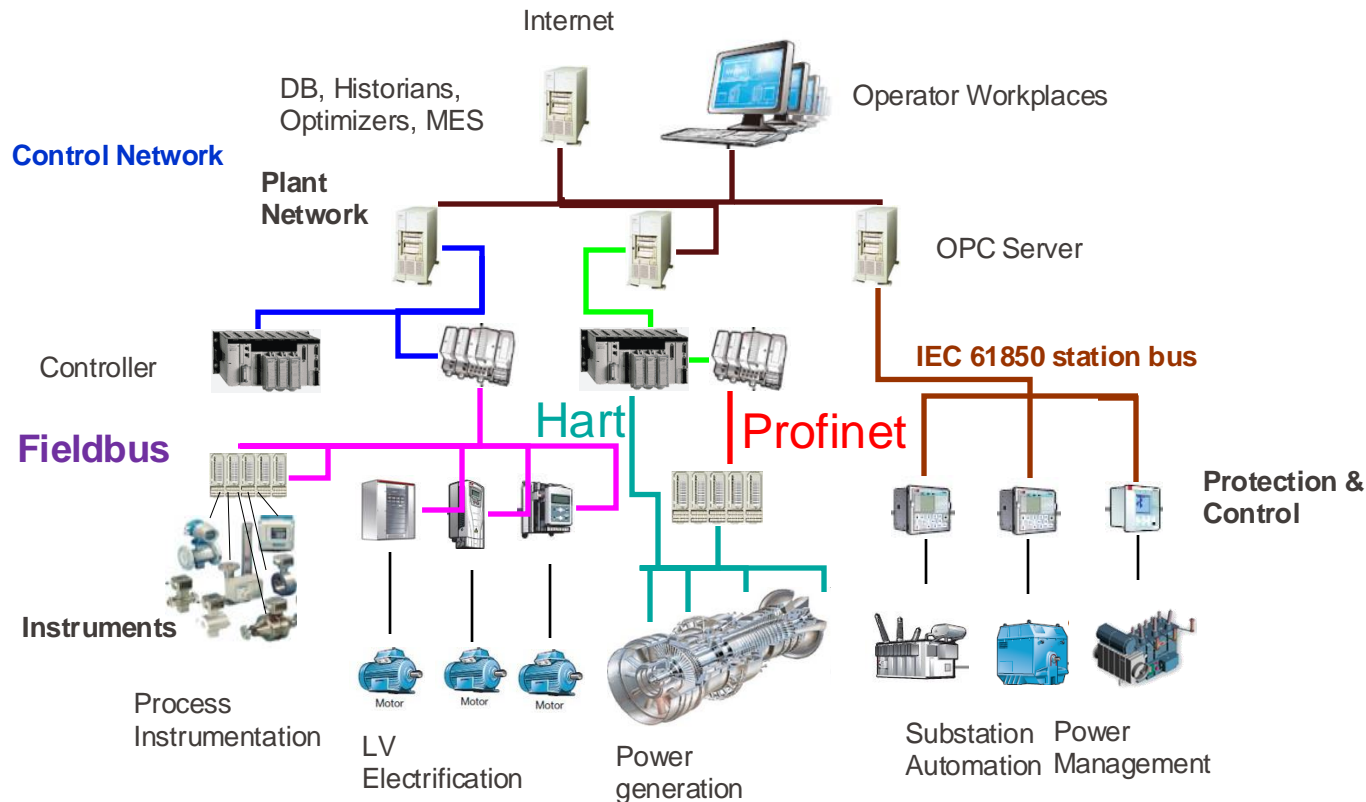 Internet
DB, Historians,
Optimizers, MES
Operator Workplaces
Control Network
Plant
Network
OPC Server
Controller
IEC 61850 station bus
Hart
Profinet
Fieldbus
Protection &
Control
Instruments
Motor
Motor
Motor
Process
Instrumentation
LV
Electrification
Power
generation
Substation
Automation
Power
Management